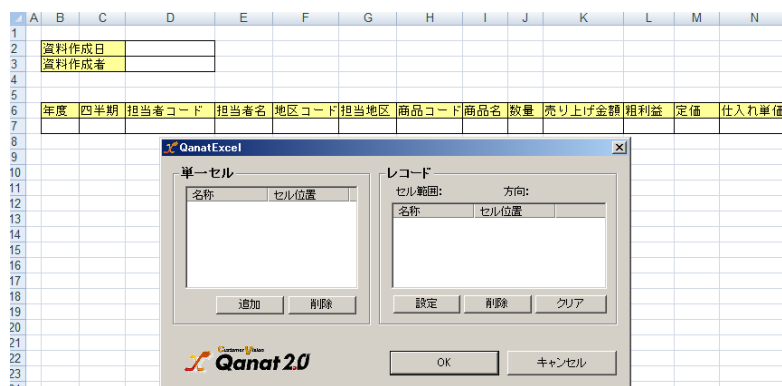 A B C D E F G H I J K L M N
1
2 資料作成日
3 資料作成者
4
5
6 年度 四半期 担当者コード 担当者名 地区コード 担当地区 商品コード 商品名 数量 売り上げ金額 粗利益 定価 仕入れ単価
7
8 QanatExcel
9
10 単一セル レコード
11 名称 セル位置 セル範囲: 方向:
12 名称 セル位置
13
14
15
16
17
18 追加 削除 設定 削除 クリア
19
20
21 Customer Vision
22 Qanat 2.0 OK キャンセル
23